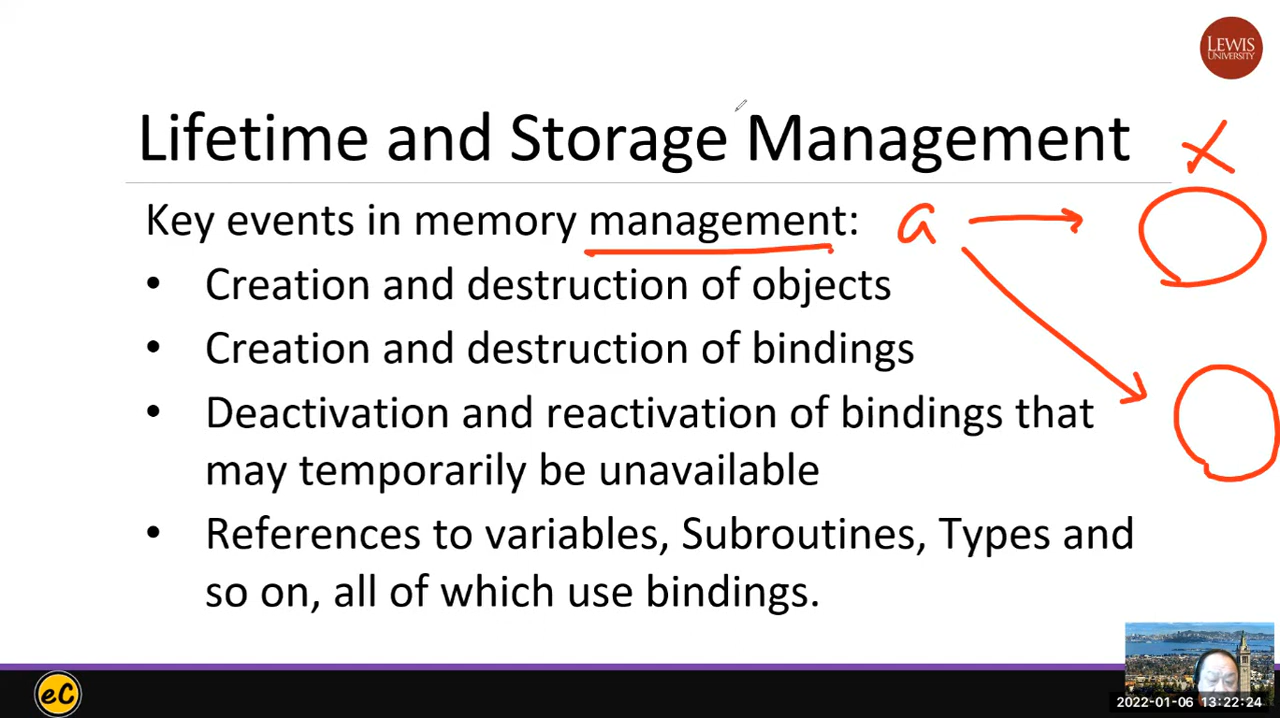 LEWIS
UNIVERSITY
Lifetime and Storage Management
Key events in memory management: a
• Creation and destruction of objects
• Creation and destruction of bindings
• Deactivation and reactivation of bindings that
may temporarily be unavailable
• References to variables, Subroutines, Types and
so on, all of which use bindings.
eC
2022-01-06 13:22:24